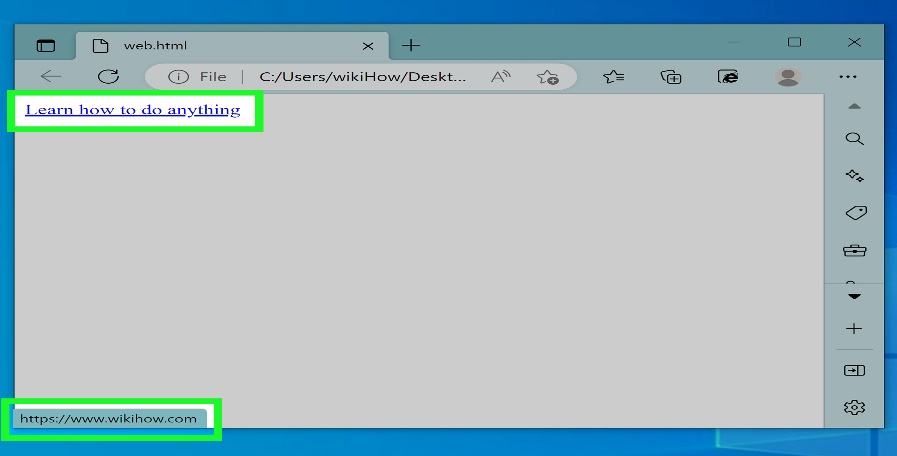 web.html
File | C:/Users/wikiHow/Deskt...
Learn how to do anything
https://www.wikihow.com